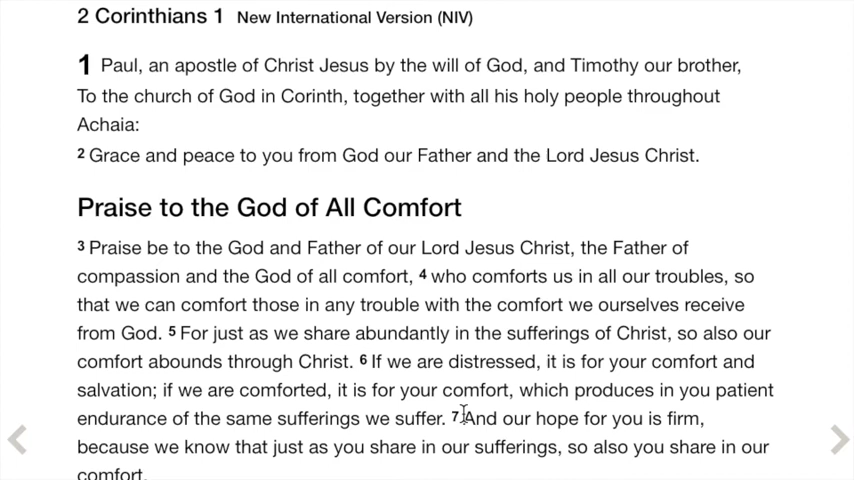 2 Corinthians 1 New International Version (NIV)
1 Paul, an apostle of Christ Jesus by the will of God, and Timothy our brother,
To the church of God in Corinth, together with all his holy people throughout
Achaia:
2 Grace and peace to you from God our Father and the Lord Jesus Christ.
Praise to the God of All Comfort
3 Praise be to the God and Father of our Lord Jesus Christ, the Father of
compassion and the God of all comfort, 4 who comforts us in all our troubles, so
that we can comfort those in any trouble with the comfort we ourselves receive
from God. 5 For just as we share abundantly in the sufferings of Christ, so also our
comfort abounds through Christ. 6 If we are distressed, it is for your comfort and
salvation; if we are comforted, it is for your comfort, which produces in you patient
endurance of the same sufferings we suffer. 7 And our hope for you is firm,
because we know that just as you share in our sufferings, so also you share in our
comfort.